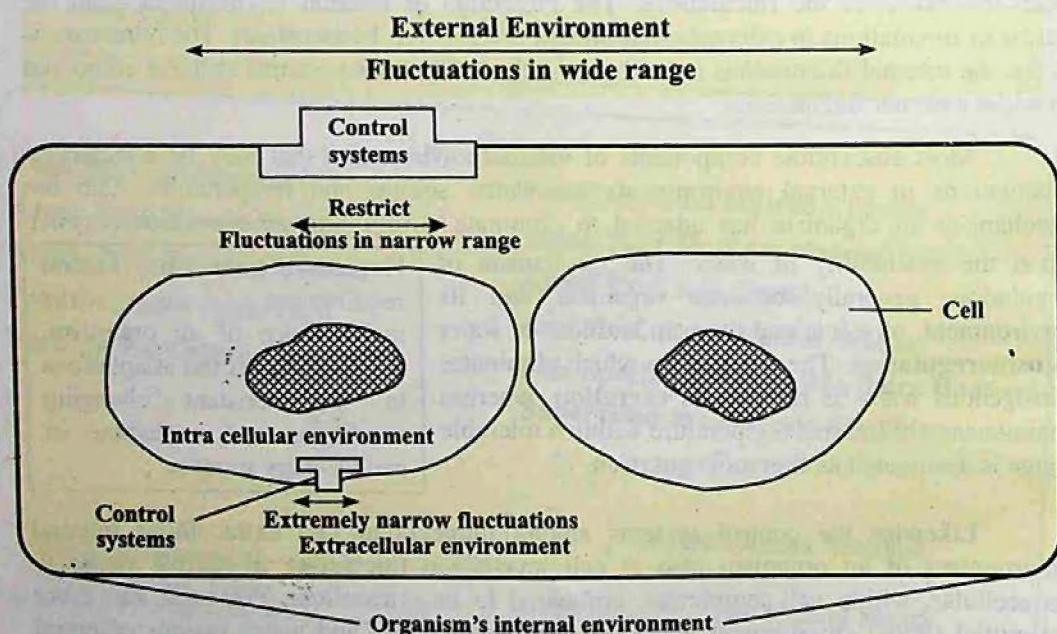 External Environment
Fluctuations in wide range
Control
systems
Restrict
Fluctuations in narrow range
Cell
Intra cellular environment
Control
systems
Extremely narrow fluctuations
Extracellular environment
Organism's internal environment